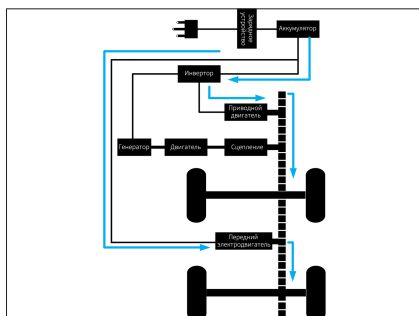 Зарядное
устройство
Аккумулятор
Инвертор
Приводной
двигатель
Генератор
Двигатель
Сцепление
Передний
электродвигатель